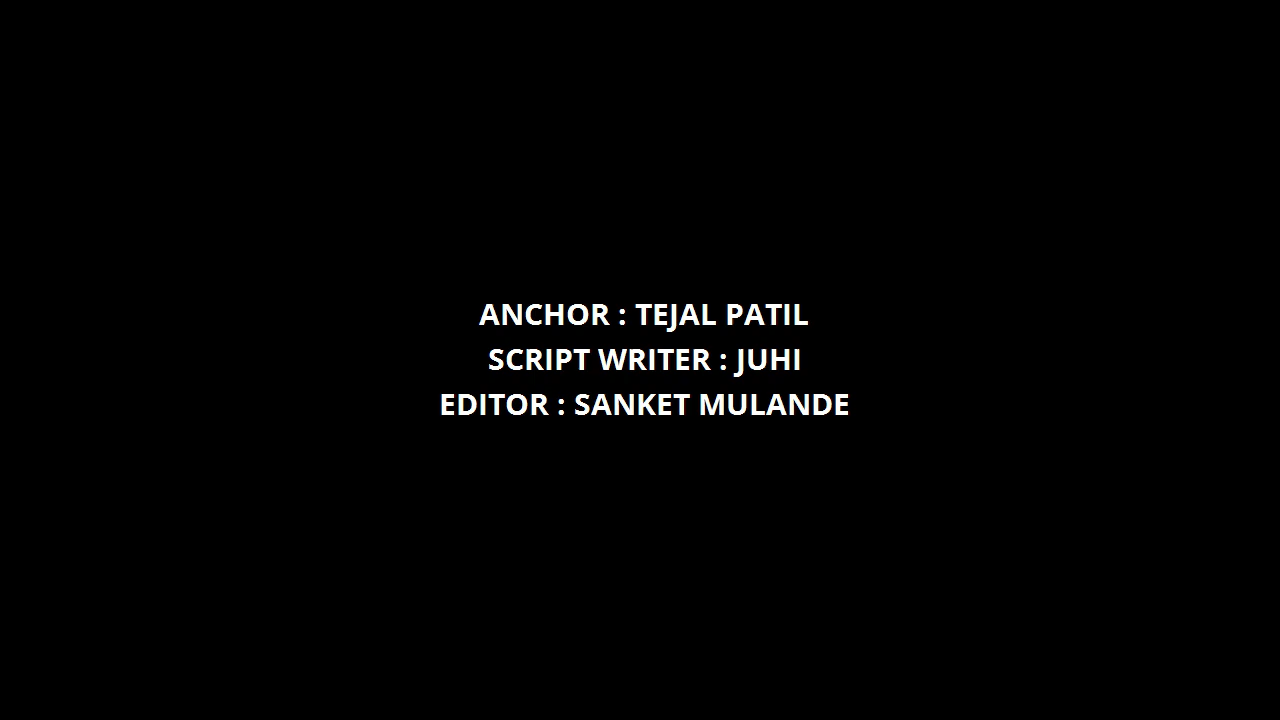 ANCHOR : TEJAL PATIL
SCRIPT WRITER : JUHI
EDITOR : SANKET MULANDE